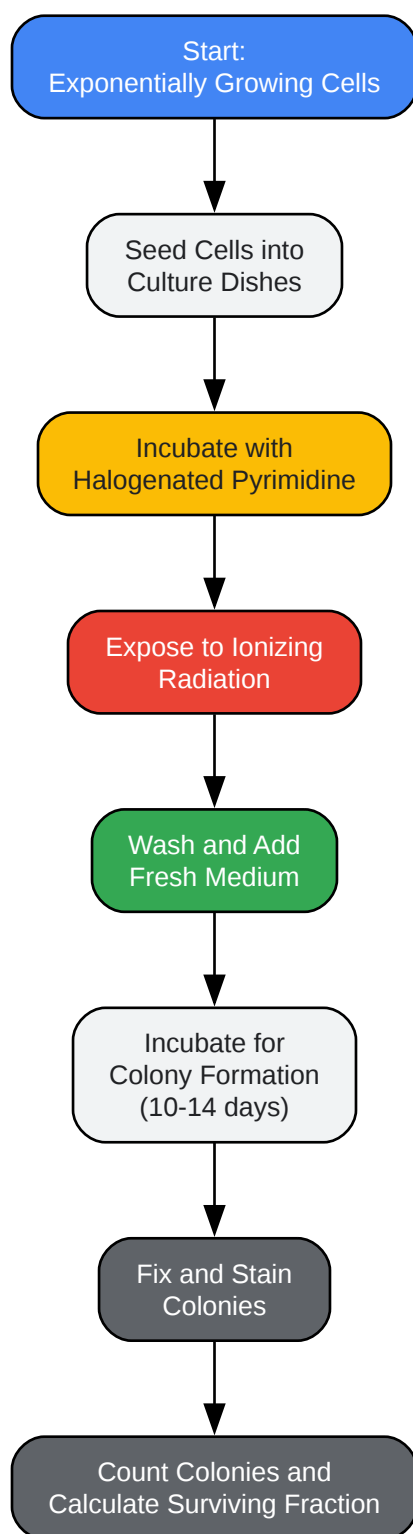 Start:
Exponentially Growing Cells
Seed Cells into
Culture Dishes
Incubate with
Halogenated Pyrimidine
Expose to Ionizing
Radiation
Wash and Add
Fresh Medium
Incubate for
Colony Formation
(10-14 days)
Fix and Stain
Colonies
Count Colonies and
Calculate Surviving Fraction